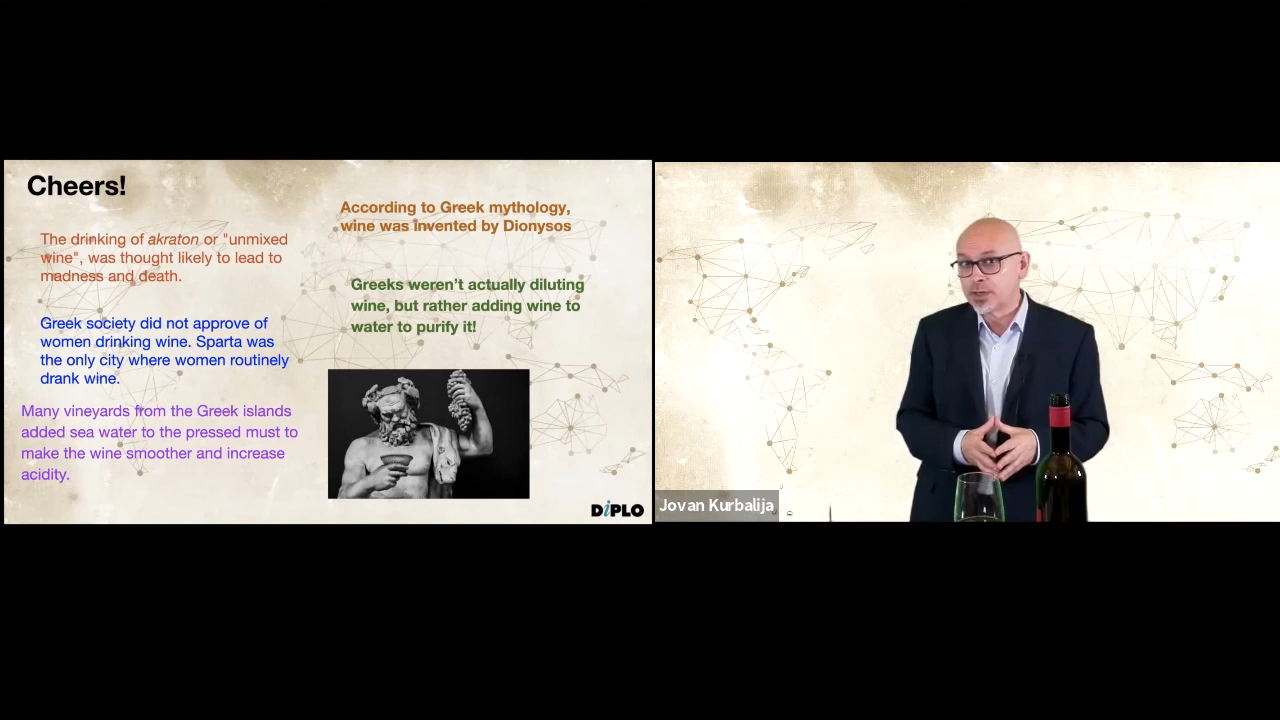 Cheers!
The drinking of akraton or "unmixed
wine", was thought likely to lead to
madness and death.
Greek society did not approve of
women drinking wine. Sparta was
the only city where women routinely
drank wine.
Many vineyards from the Greek islands
added sea water to the pressed must to
make the wine smoother and increase
acidity.
According to Greek mythology,
wine was invented by Dionysos
Greeks weren't actually diluting
wine, but rather adding wine to
water to purify it!
DiPLO
Jovan Kurbalija